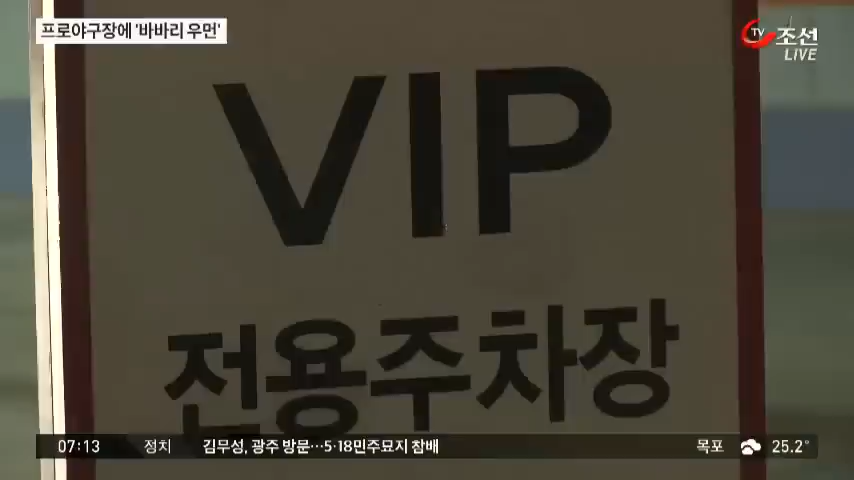 프로야구장에 '바바리 우먼'
TV조선
LIVE
VIP
전용주차장
07:13 정치 김무성, 광주 방문…5·18민주묘지 참배 목포 25.2°